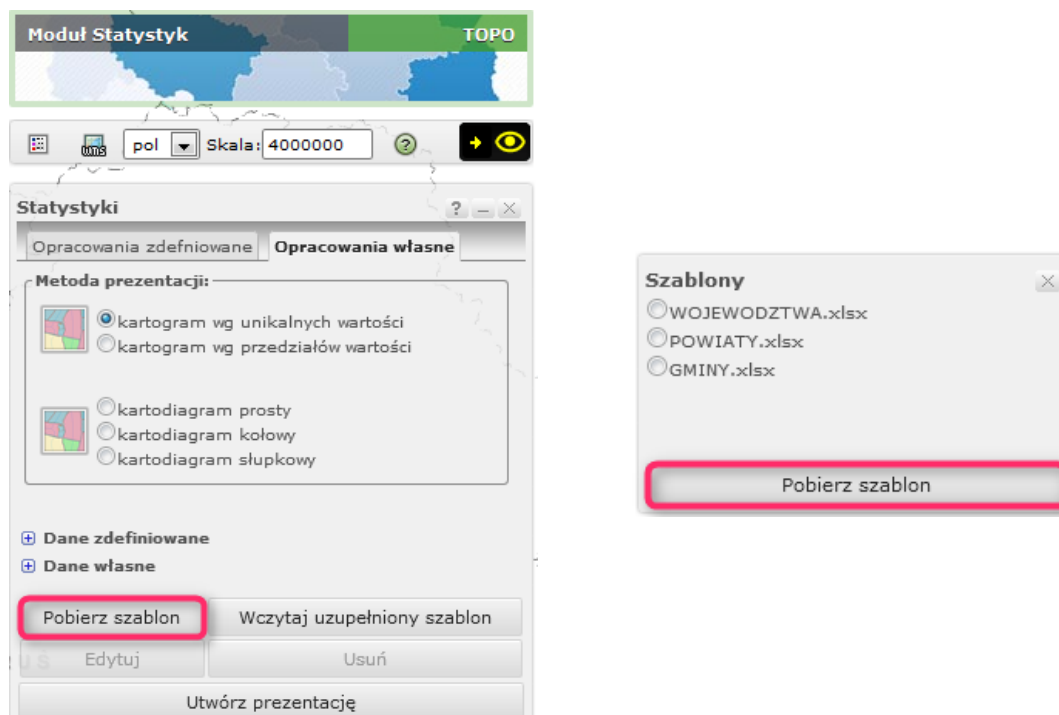 Moduł Statystyk TOPO
wms pol Skala: 4000000 ?
Statystyki ?
Opracowania zdefniowane Opracowania własne
Metoda prezentacji:
kartogram wg unikalnych wartości
kartogram wg przedziałów wartości
kartodiagram prosty
kartodiagram kołowy
kartodiagram słupkowy
Dane zdefiniowane
Dane własne
Pobierz szablon Wczytaj uzupełniony szablon
Edytuj Usuń
Utwórz prezentację
Szablony
WOJEWODZTWA.xlsx
POWIATY.xlsx
GMINY.xlsx
Pobierz szablon